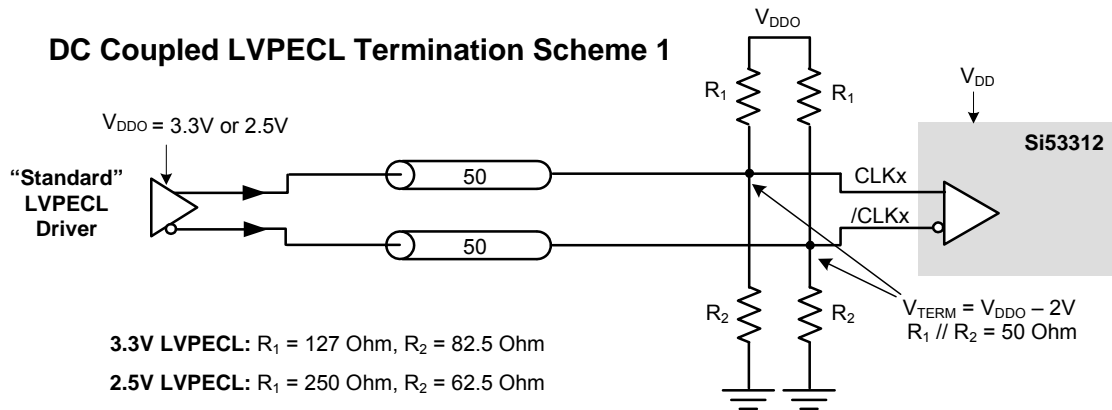 DC Coupled LVPECL Termination Scheme 1
VDDO
R1
R1
VDD
VDDO = 3.3V or 2.5V
Si53312
“Standard”
LVPECL
Driver
50
CLKx
/CLKx
50
R2
R2
VTERM = VDDO – 2V
R1 // R2 = 50 Ohm
3.3V LVPECL: R1 = 127 Ohm, R2 = 82.5 Ohm
2.5V LVPECL: R1 = 250 Ohm, R2 = 62.5 Ohm